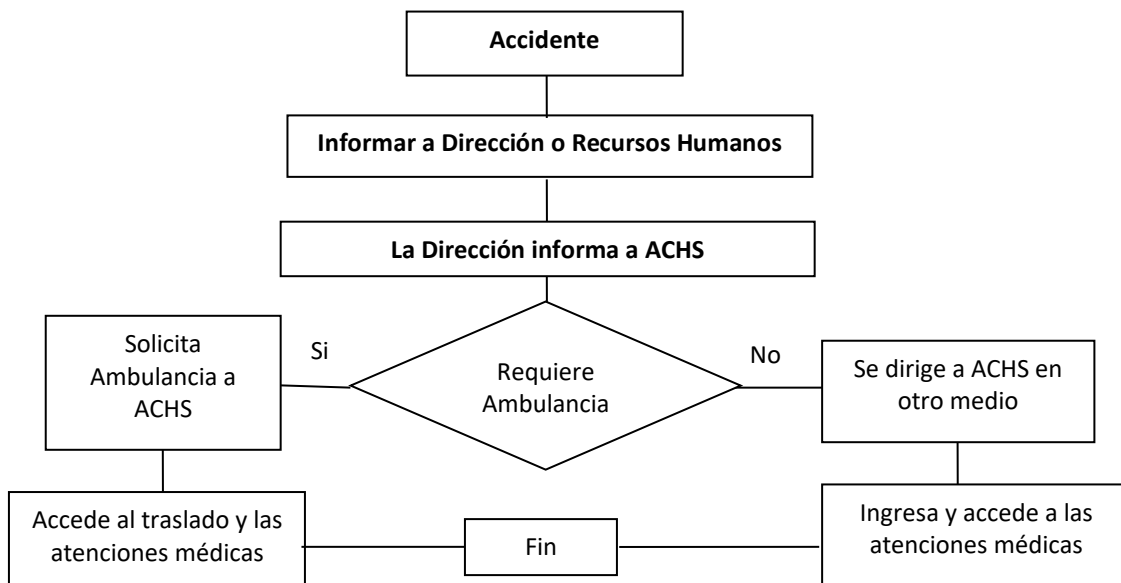 Accidente
Informar a Dirección o Recursos Humanos
La Dirección informa a ACHS
Solicita
Ambulancia a
ACHS
Si
Requiere
Ambulancia
No
Se dirige a ACHS en
otro medio
Accede al traslado y las
atenciones médicas
Fin
Ingresa y accede a las
atenciones médicas